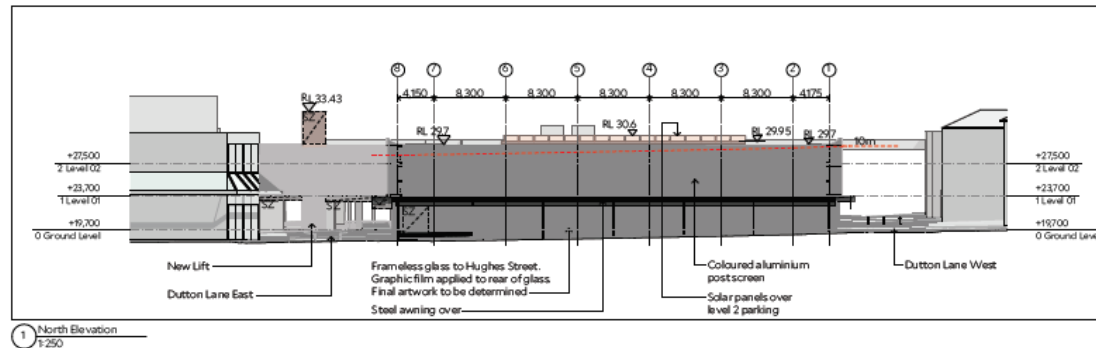 8 7 6 5 4 3 2 1
4.150 8,300 8,300 8,300 8,300 8,300 4.175
RL 33.43
SZ
RL 29.7
RL 30.6
RL 29.95
RL 29.7
10m
+27,500
2 Level 02
+27,500
2 Level 02
+23,700
1 Level 01
SZ
SZ
SZ
+23,700
1 Level 01
+19,700
0 Ground Level
+19,700
0 Ground Leve
New Lift
Dutton Lane East
Frameless glass to Hughes Street.
Graphic film applied to rear of glass.
Final artwork to be determined
Steel awning over
Coloured aluminium
post screen
Solar panels over
level 2 parking
Dutton Lane West
1
North Elevation
1:250